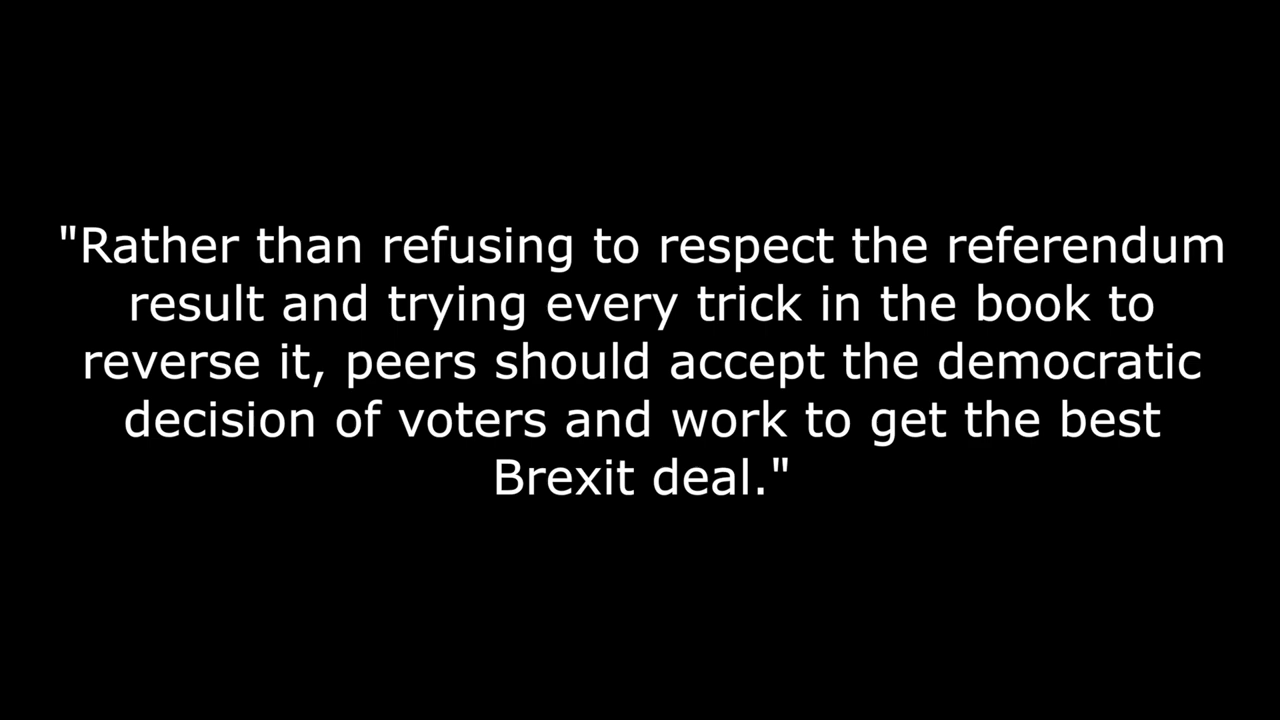 "Rather than refusing to respect the referendum
result and trying every trick in the book to
reverse it, peers should accept the democratic
decision of voters and work to get the best
Brexit deal."